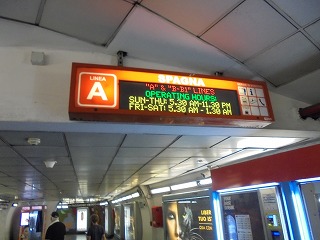 SPAGNA
LINEA
A
"A" & "B-B1" LINES
OPERATING HOURS:
SUN-THU: 5.30 AM-11.30 PM
FRI-SAT: 5.30 AM - 1.30 AM